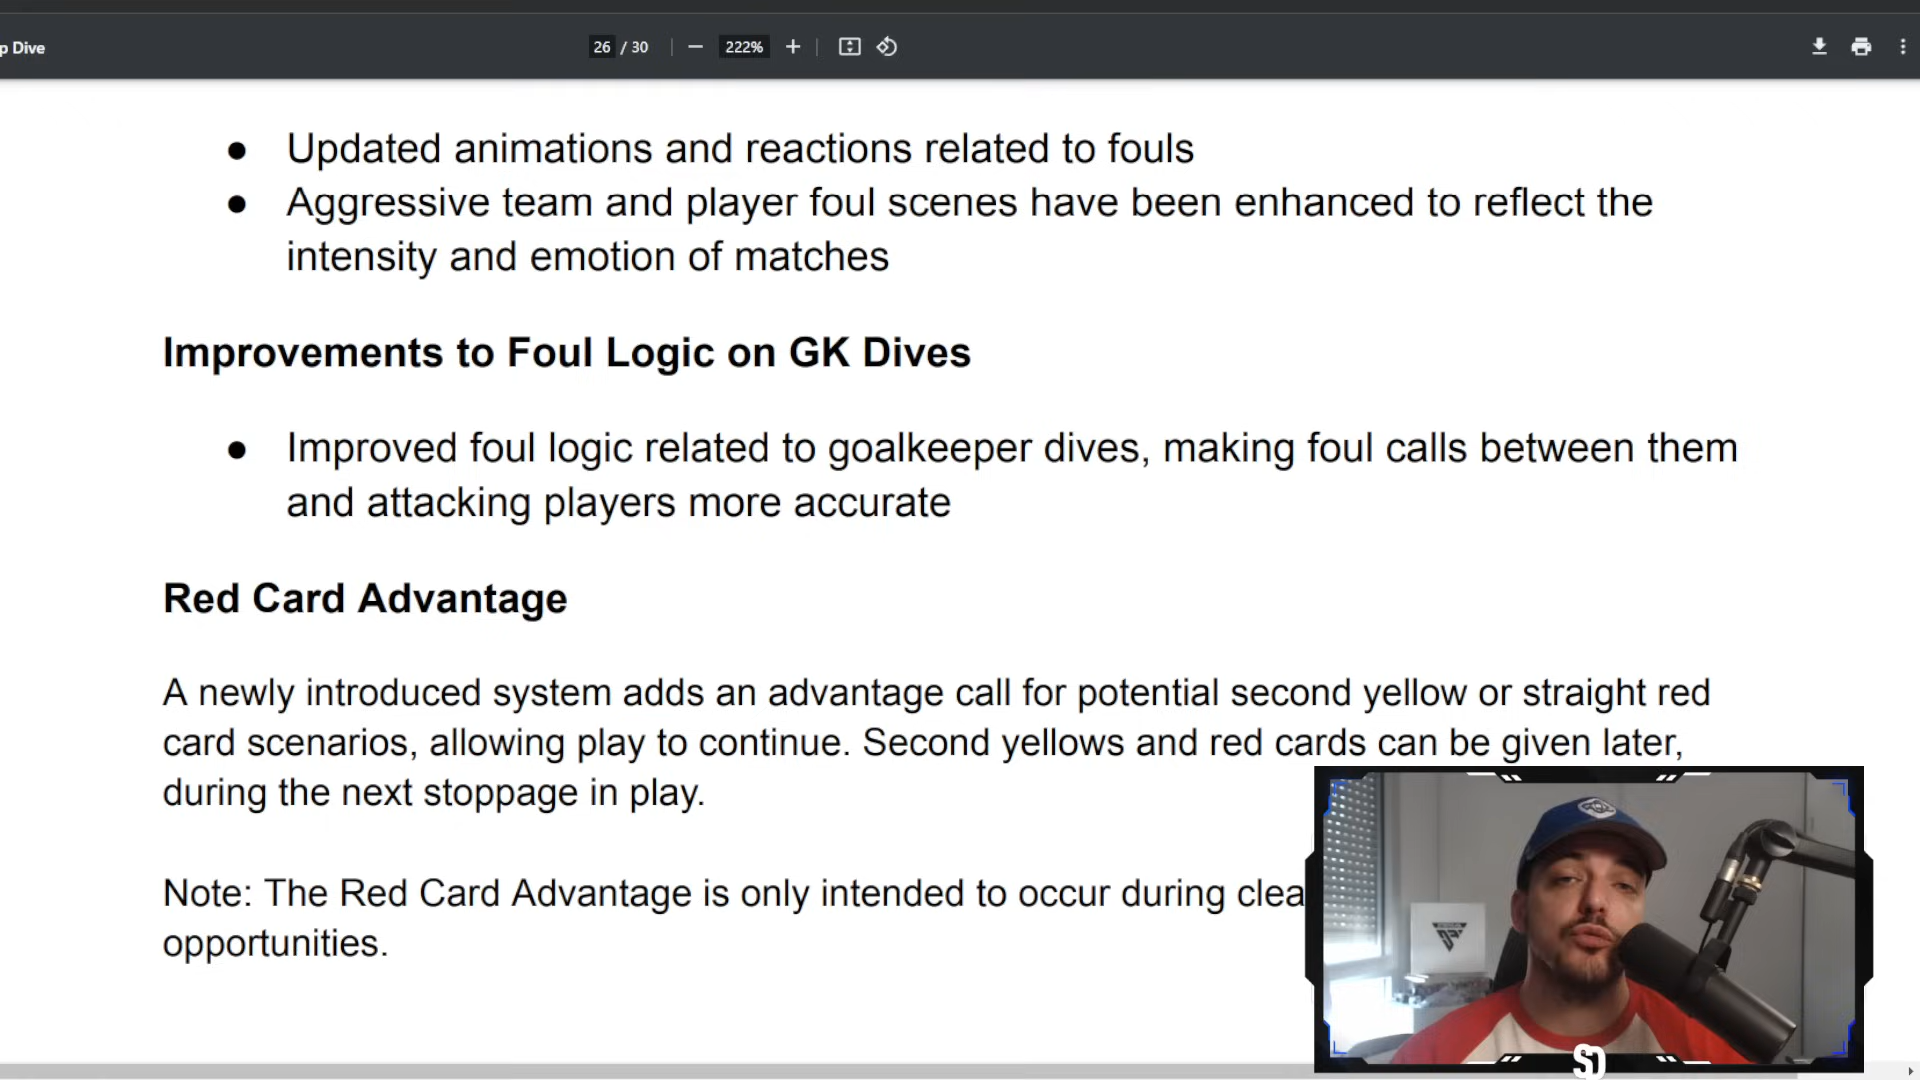 p Dive
26 / 30
222%
● Updated animations and reactions related to fouls
● Aggressive team and player foul scenes have been enhanced to reflect the
intensity and emotion of matches
Improvements to Foul Logic on GK Dives
● Improved foul logic related to goalkeeper dives, making foul calls between them
and attacking players more accurate
Red Card Advantage
A newly introduced system adds an advantage call for potential second yellow or straight red
card scenarios, allowing play to continue. Second yellows and red cards can be given later,
during the next stoppage in play.
Note: The Red Card Advantage is only intended to occur during clea
opportunities.